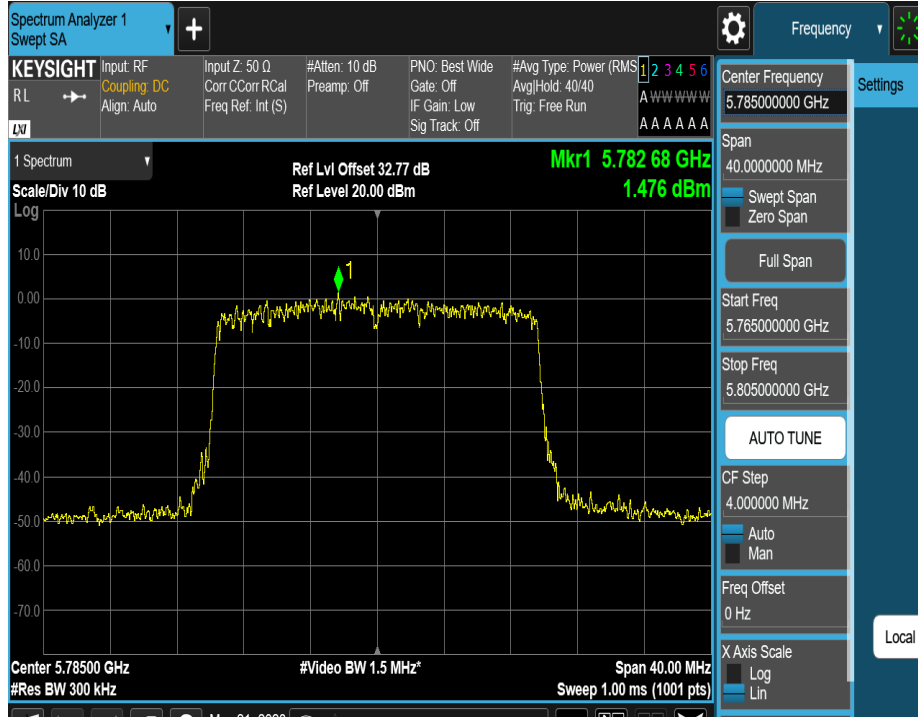 Spectrum Analyzer 1
Swept SA
+
Frequency
KEYSIGHT
R L
LXI
Input: RF
Coupling: DC
Align: Auto
Input Z: 50 Ω
Corr CCorr RCal
Freq Ref: Int (S)
#Atten: 10 dB
Preamp: Off
PNO: Best Wide
Gate: Off
IF Gain: Low
Sig Track: Off
#Avg Type: Power (RMS
Avg|Hold: 40/40
Trig: Free Run
1 2 3 4 5 6
A W W W W W
A A A A A A
1 Spectrum
Scale/Div 10 dB
Log
Ref Lvl Offset 32.77 dB
Ref Level 20.00 dBm
Mkr1 5.782 68 GHz
1.476 dBm
1
10.0
0.00
-10.0
-20.0
-30.0
-40.0
-50.0
-60.0
-70.0
Center 5.78500 GHz
#Res BW 300 kHz
#Video BW 1.5 MHz*
Span 40.00 MHz
Sweep 1.00 ms (1001 pts)
Center Frequency
5.785000000 GHz
Settings
Span
40.0000000 MHz
Swept Span
Zero Span
Full Span
Start Freq
5.765000000 GHz
Stop Freq
5.805000000 GHz
AUTO TUNE
CF Step
4.000000 MHz
Auto
Man
Freq Offset
0 Hz
Local
X Axis Scale
Log
Lin